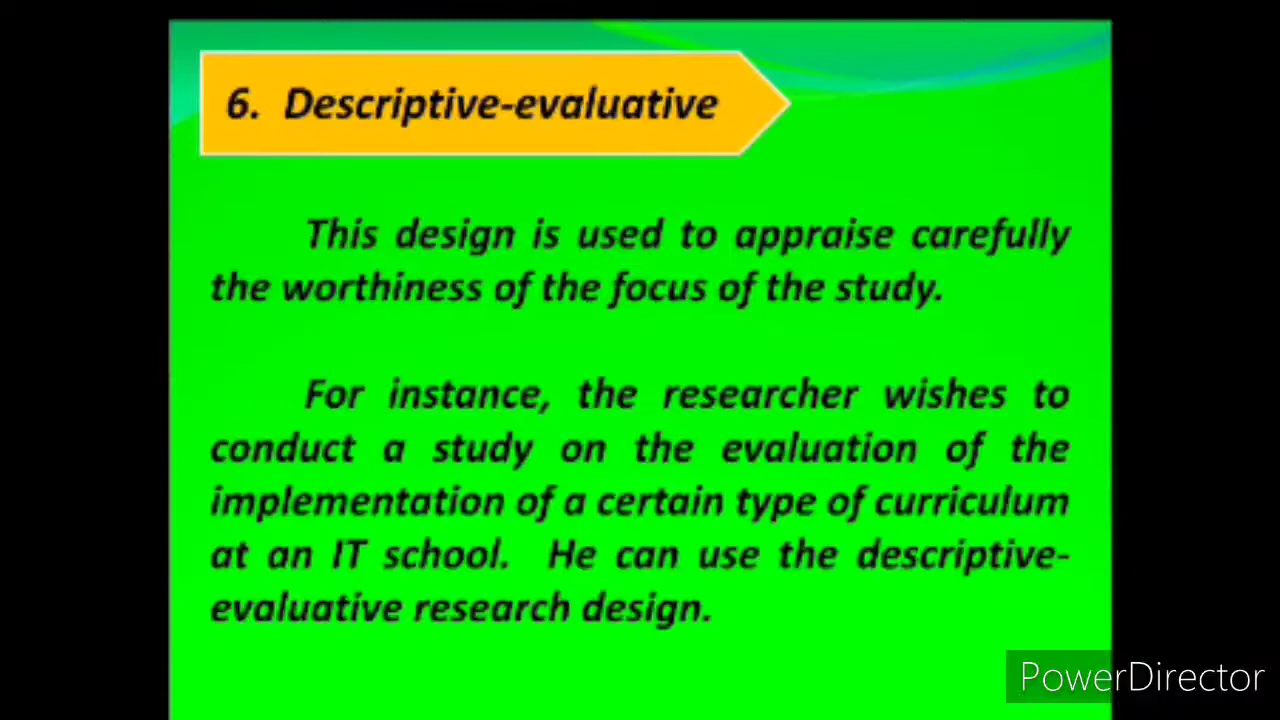 6. Descriptive-evaluative
This design is used to appraise carefully
the worthiness of the focus of the study.
For instance, the researcher wishes to
conduct a study on the evaluation of the
implementation of a certain type of curriculum
at an IT school. He can use the descriptive-
evaluative research design.
PowerDirector